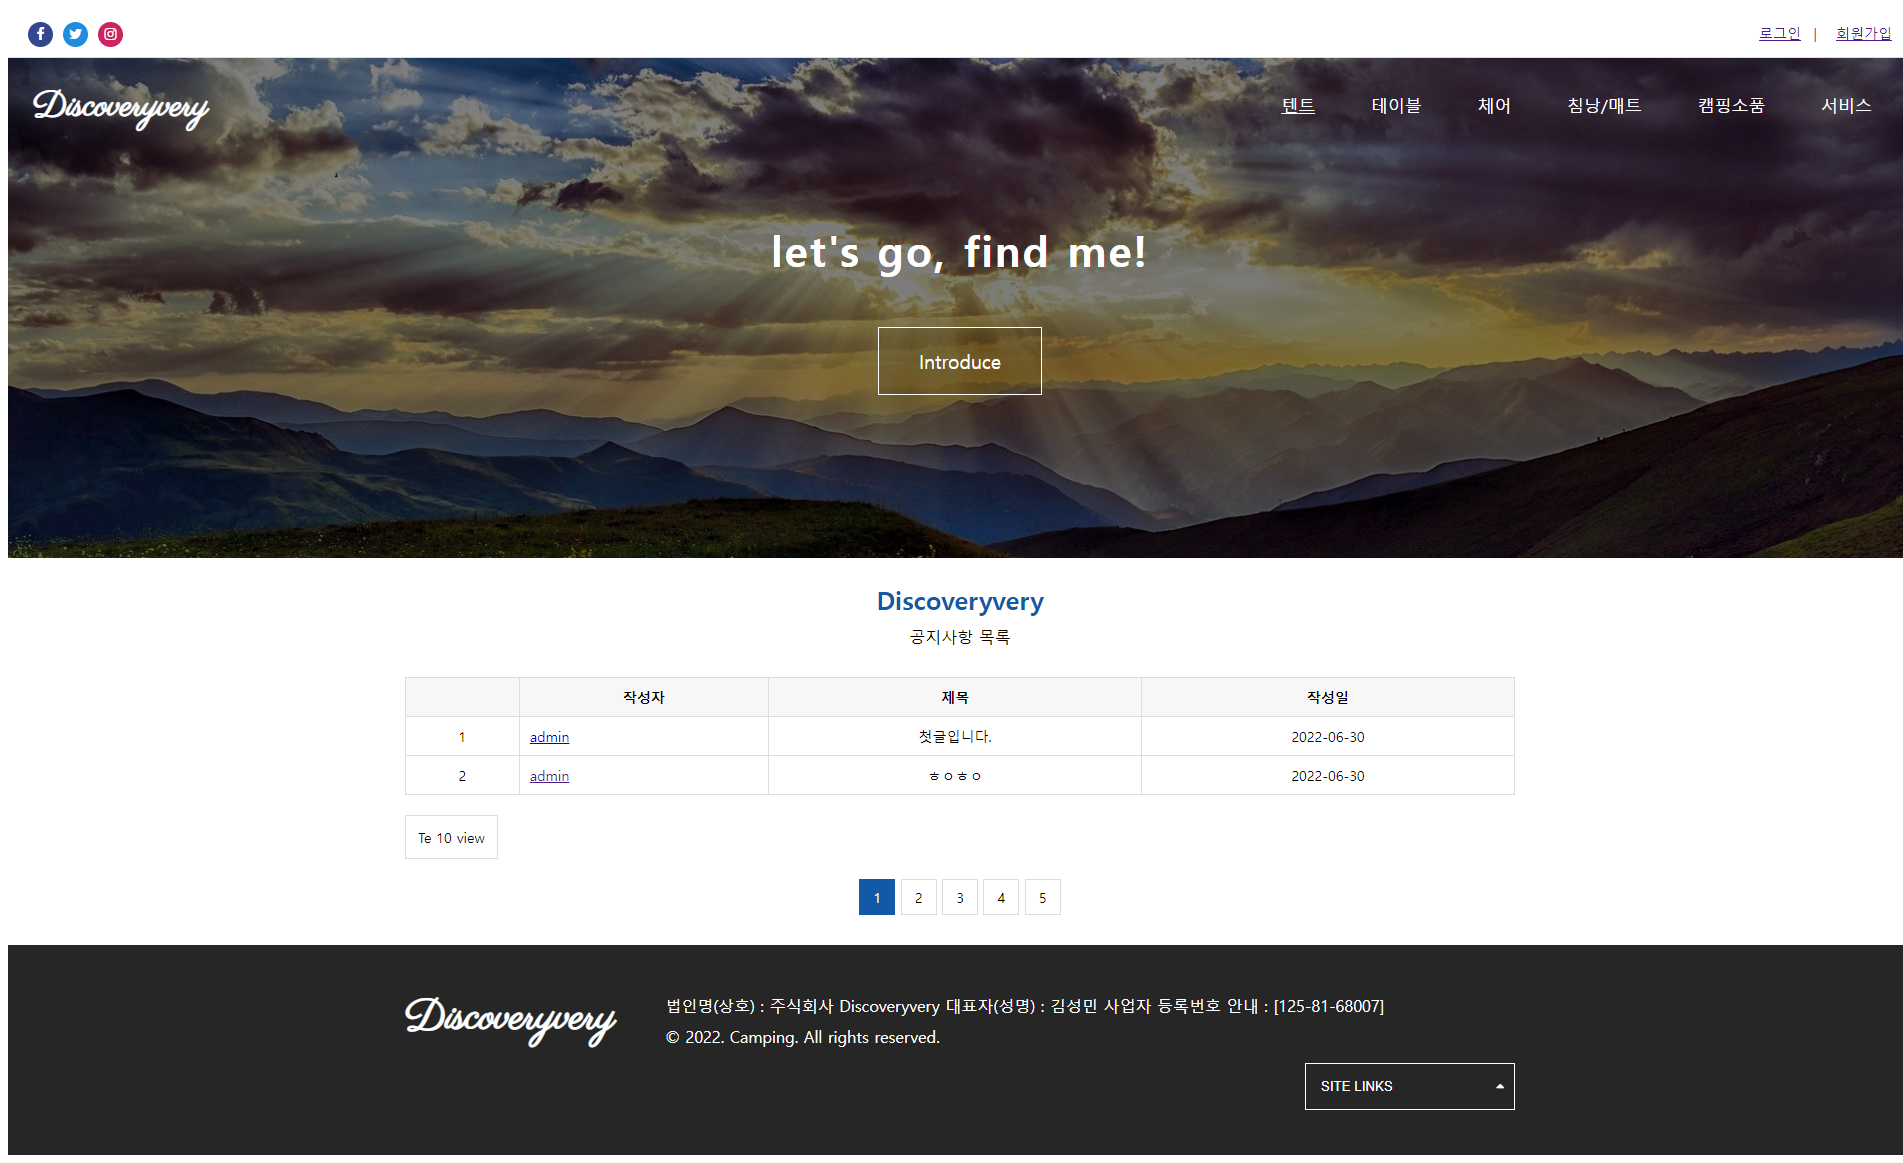 로그인 | 회원가입
Discoveryvery
텐트 테이블 체어 침낭/매트 캠핑소품 서비스
let's go, find me!
Introduce
Discoveryvery
공지사항 목록
작성자 제목 작성일
1 admin 첫글입니다. 2022-06-30
2 admin ㅎㅇㅎㅇ 2022-06-30
Te 10 view
1 2 3 4 5
Discoveryvery
법인명(상호) : 주식회사 Discoveryvery 대표자(성명) : 김성민 사업자 등록번호 안내 : [125-81-68007]
© 2022. Camping. All rights reserved.
SITE LINKS